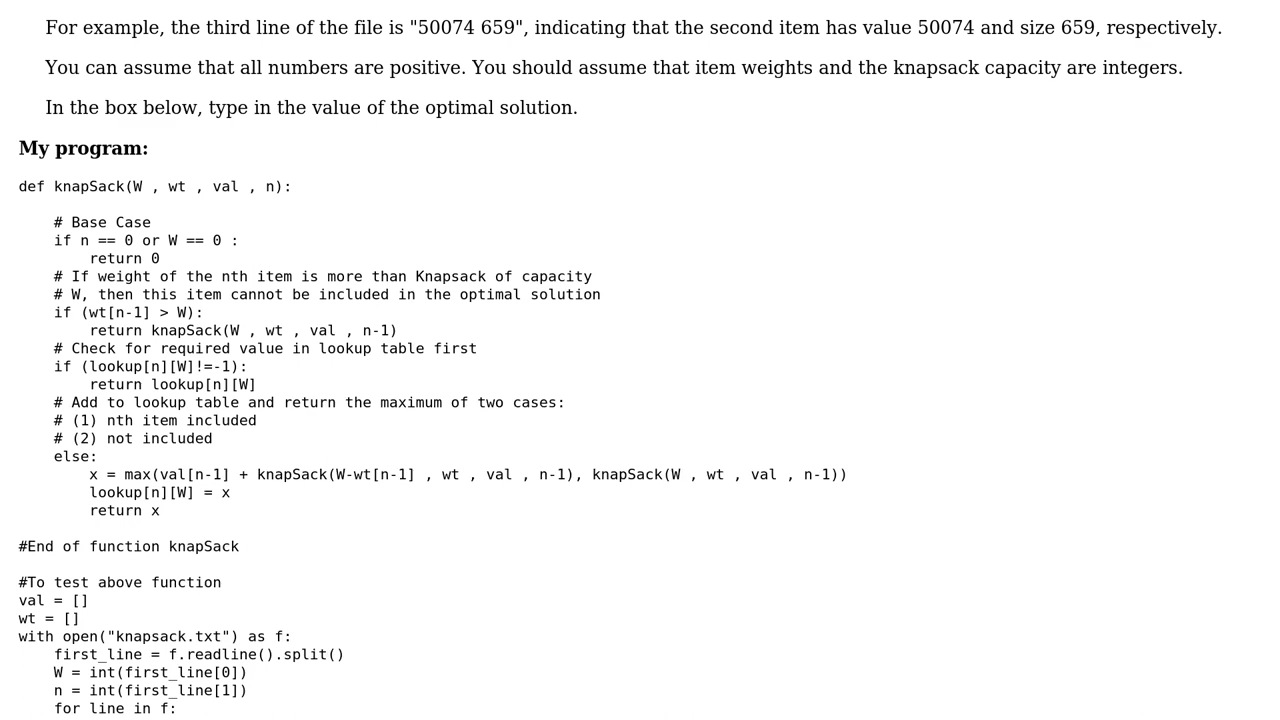 For example, the third line of the file is "50074 659", indicating that the second item has value 50074 and size 659, respectively.
You can assume that all numbers are positive. You should assume that item weights and the knapsack capacity are integers.
In the box below, type in the value of the optimal solution.
My program:
def knapSack(W , wt , val , n):
    # Base Case
    if n == 0 or W == 0 :
        return 0
    # If weight of the nth item is more than Knapsack of capacity
    # W, then this item cannot be included in the optimal solution
    if (wt[n-1] > W):
        return knapSack(W , wt , val , n-1)
    # Check for required value in lookup table first
    if (lookup[n][W]!=-1):
        return lookup[n][W]
    # Add to lookup table and return the maximum of two cases:
    # (1) nth item included
    # (2) not included
    else:
        x = max(val[n-1] + knapSack(W-wt[n-1] , wt , val , n-1), knapSack(W , wt , val , n-1))
        lookup[n][W] = x
        return x
#End of function knapSack
#To test above function
val = []
wt = []
with open("knapsack.txt") as f:
    first_line = f.readline().split()
    W = int(first_line[0])
    n = int(first_line[1])
    for line in f: